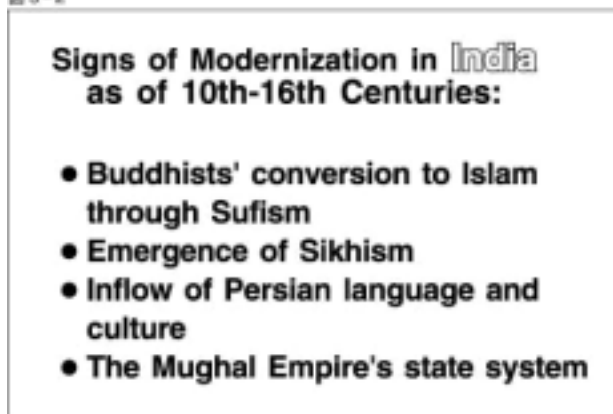 Signs of Modernization in India
as of 10th-16th Centuries:
● Buddhists' conversion to Islam
through Sufism
● Emergence of Sikhism
● Inflow of Persian language and
culture
● The Mughal Empire's state system